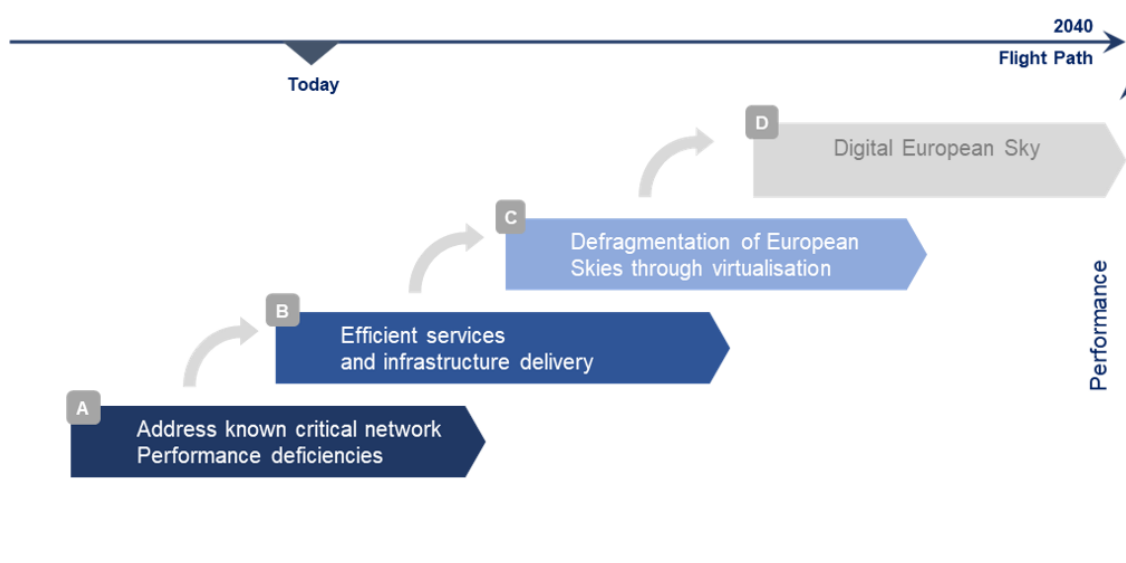 2040
Flight Path
Today
D
Digital European Sky
C
Defragmentation of European
Skies through virtualisation
B
Efficient services
and infrastructure delivery
A
Address known critical network
Performance deficiencies
Performance